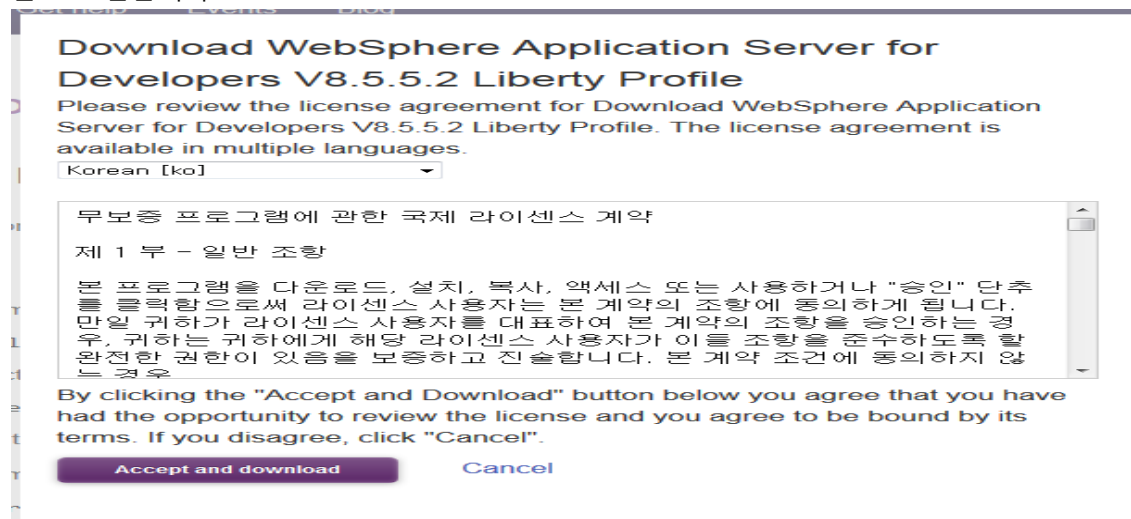 Get help Events Blog
Download WebSphere Application Server for
Developers V8.5.5.2 Liberty Profile
Please review the license agreement for Download WebSphere Application
Server for Developers V8.5.5.2 Liberty Profile. The license agreement is
available in multiple languages.
Korean [ko]
무보증 프로그램에 관한 국제 라이센스 계약
제 1 부 - 일반 조항
본 프로그램을 다운로드, 설치, 복사, 액세스 또는 사용하거나 "승인" 단추
를 클릭함으로써 라이센스 사용자는 본 계약의 조항에 동의하게 됩니다.
만일 귀하가 라이센스 사용자를 대표하여 본 계약의 조항을 승인하는 경
우, 귀하는 귀하에게 해당 라이센스 사용자가 이들 조항을 준수하도록 할
완전한 권한이 있음을 보증하고 진술합니다. 본 계약 조건에 동의하지 않
는 경우
By clicking the "Accept and Download" button below you agree that you have
had the opportunity to review the license and you agree to be bound by its
terms. If you disagree, click "Cancel".
Accept and download Cancel